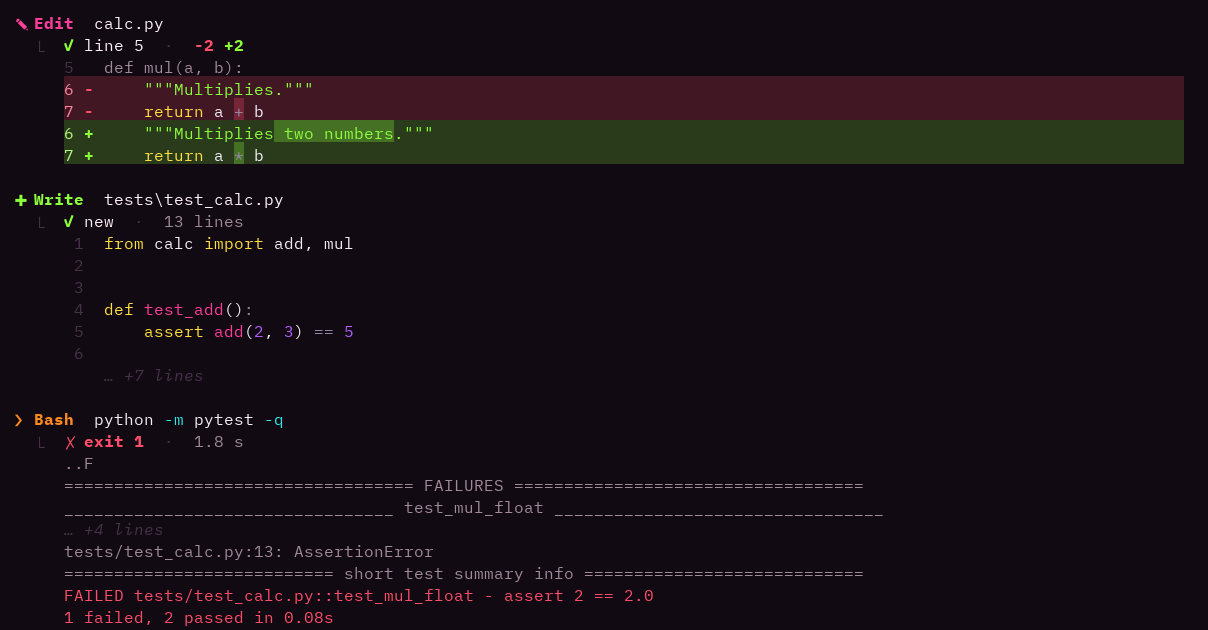 ✎ Edit  calc.py
└ ✓ line 5  ·  -2 +2
5   def mul(a, b):
6 -     """Multiplies."""
7 -     return a + b
6 +     """Multiplies two numbers."""
7 +     return a * b
✚ Write  tests\test_calc.py
└ ✓ new  ·  13 lines
1  from calc import add, mul
2
3
4  def test_add():
5      assert add(2, 3) == 5
6
… +7 lines
❯ Bash  python -m pytest -q
└ ✗ exit 1  ·  1.8 s
..F
=================================== FAILURES ===================================
_________________________________ test_mul_float _________________________________
… +4 lines
tests/test_calc.py:13: AssertionError
=========================== short test summary info ============================
FAILED tests/test_calc.py::test_mul_float - assert 2 == 2.0
1 failed, 2 passed in 0.08s